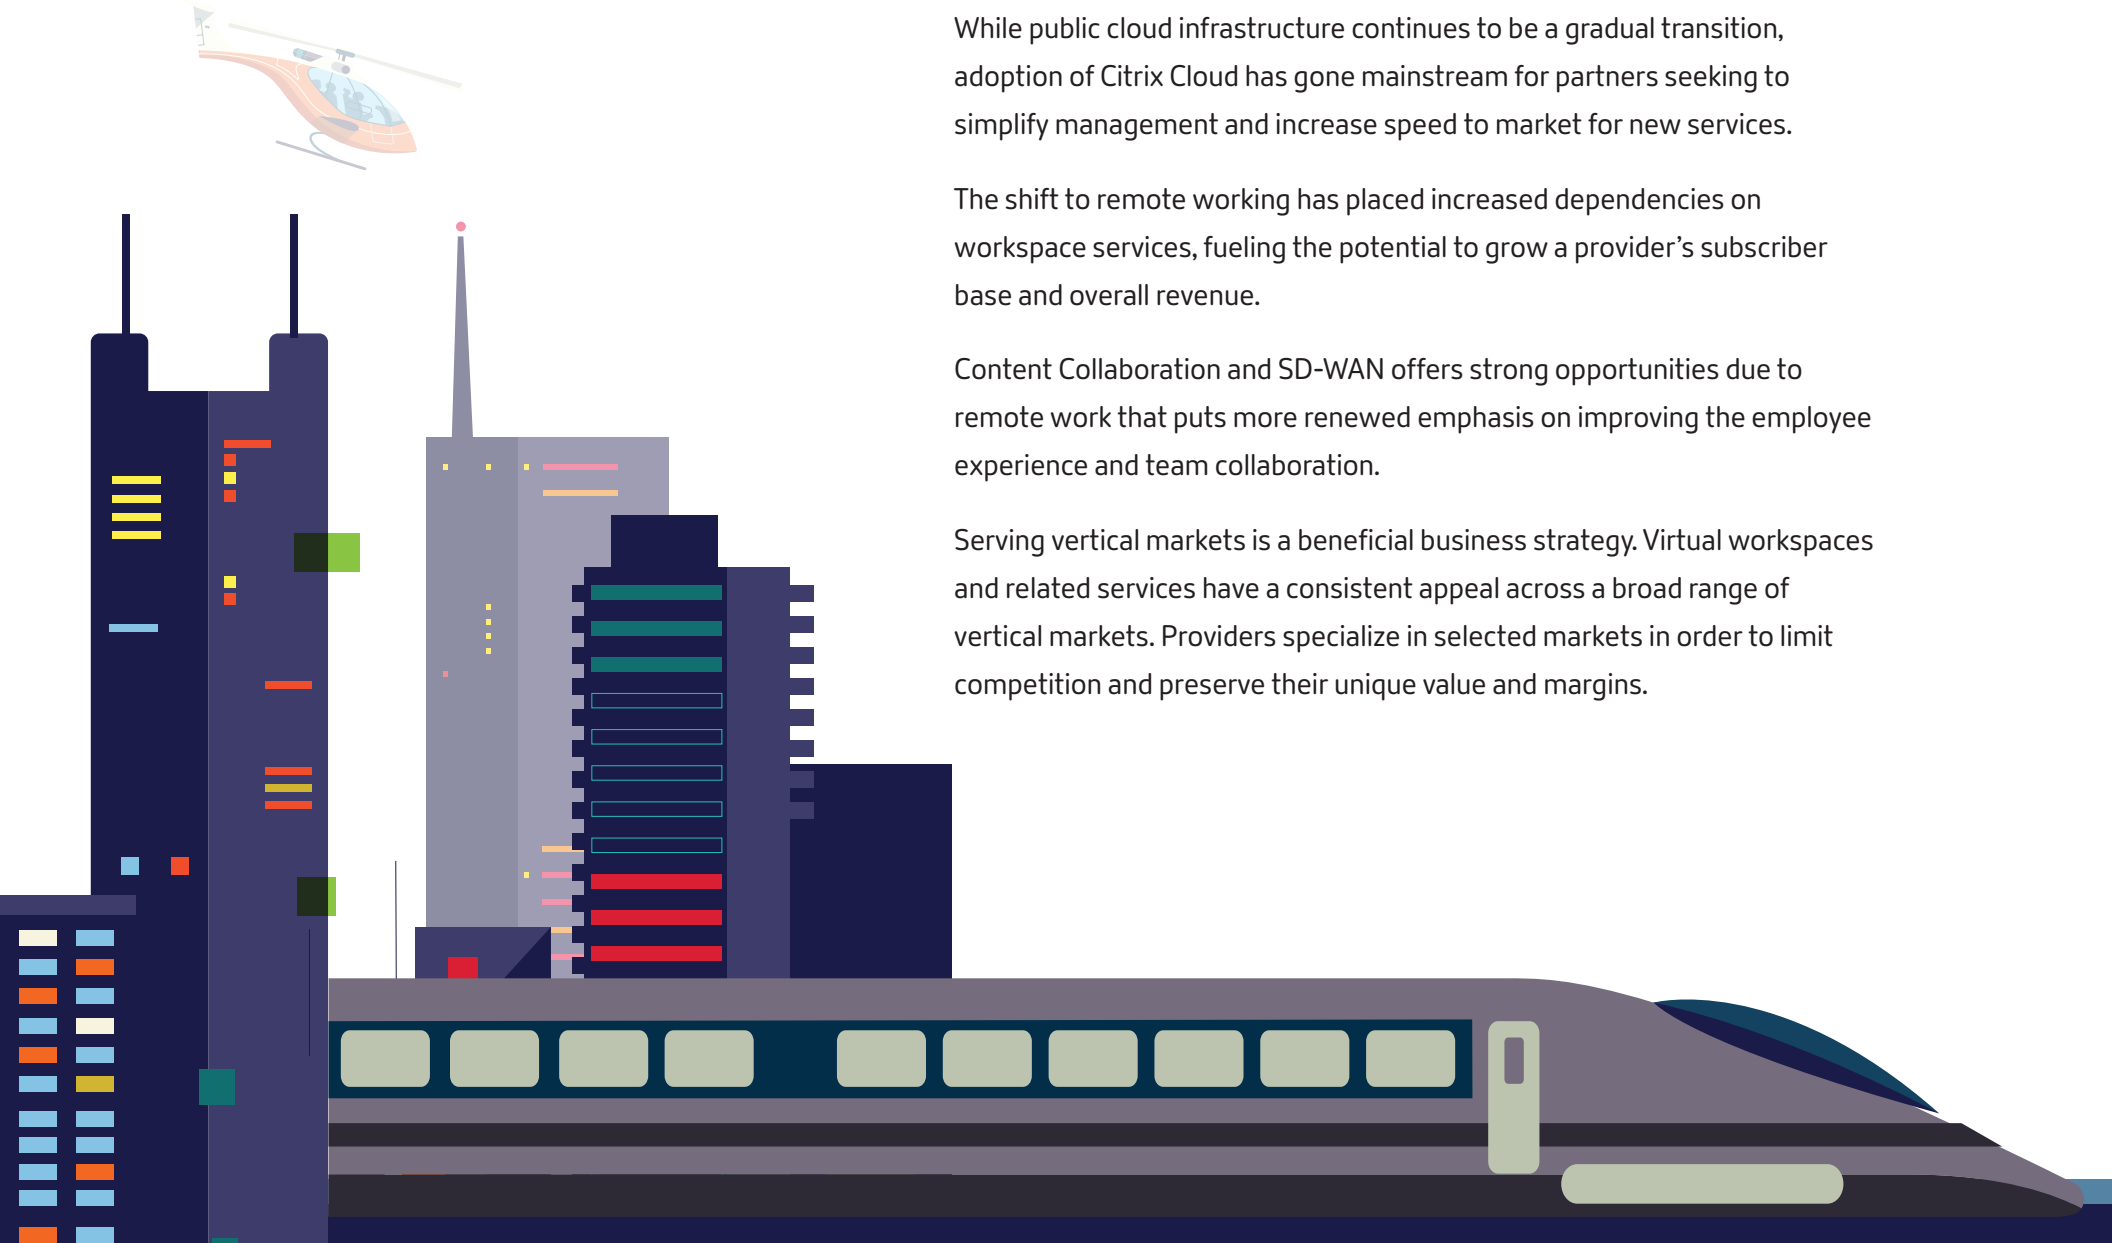 While public cloud infrastructure continues to be a gradual transition,
adoption of Citrix Cloud has gone mainstream for partners seeking to
simplify management and increase speed to market for new services.
The shift to remote working has placed increased dependencies on
workspace services, fueling the potential to grow a provider’s subscriber
base and overall revenue.
Content Collaboration and SD-WAN offers strong opportunities due to
remote work that puts more renewed emphasis on improving the employee
experience and team collaboration.
Serving vertical markets is a beneficial business strategy. Virtual workspaces
and related services have a consistent appeal across a broad range of
vertical markets. Providers specialize in selected markets in order to limit
competition and preserve their unique value and margins.